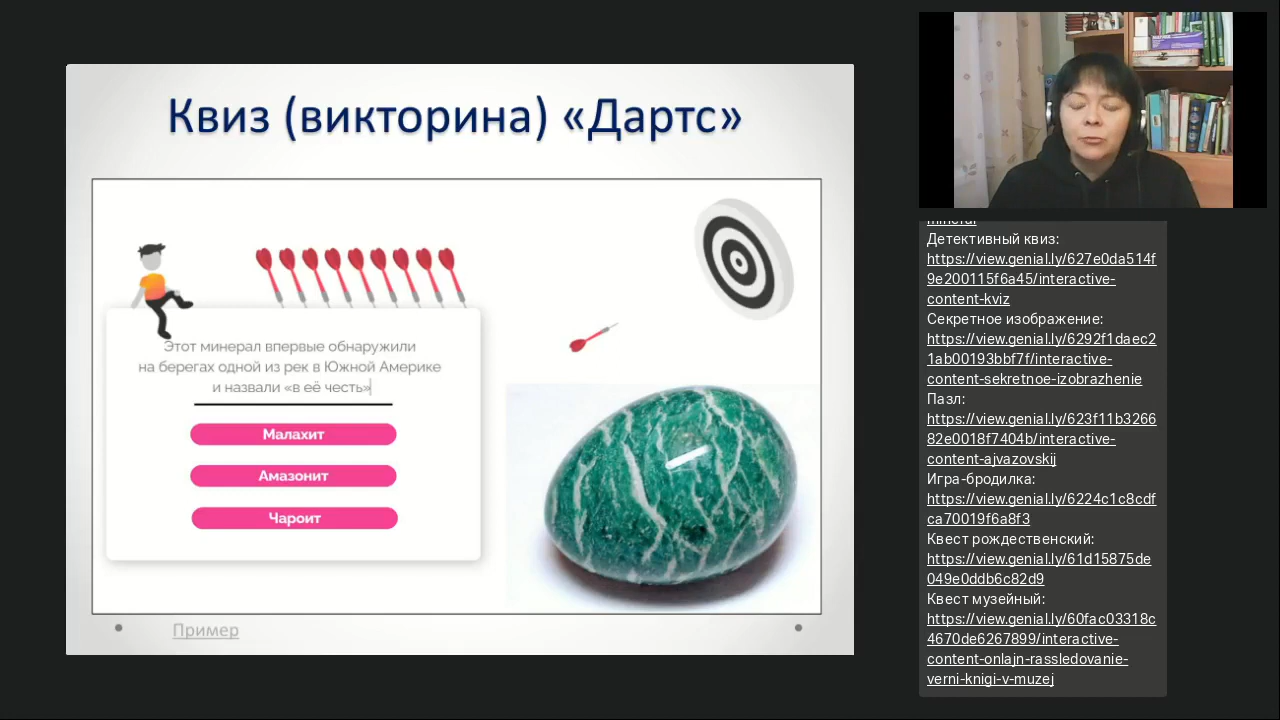 Квиз (викторина) «Дартс»
Этот минерал впервые обнаружили
на берегах одной из рек в Южной Америке
и назвали «в её честь»
Малахит
Амазонит
Чароит
Пример
mineral
Детективный квиз:
https://view.genial.ly/627e0da514f
9e200115f6a45/interactive-
content-kviz
Секретное изображение:
https://view.genial.ly/6292f1daec2
1ab00193bbf7f/interactive-
content-sekretnoe-izobrazhenie
Пазл:
https://view.genial.ly/623f11b3266
82e0018f7404b/interactive-
content-ajvazovskij
Игра-бродилка:
https://view.genial.ly/6224c1c8cdf
ca70019f6a8f3
Квест рождественский:
https://view.genial.ly/61d15875de
049e0ddb6c82d9
Квест музейный:
https://view.genial.ly/60fac03318c
4670de6267899/interactive-
content-onlajn-rassledovanie-
verni-knigi-v-muzej